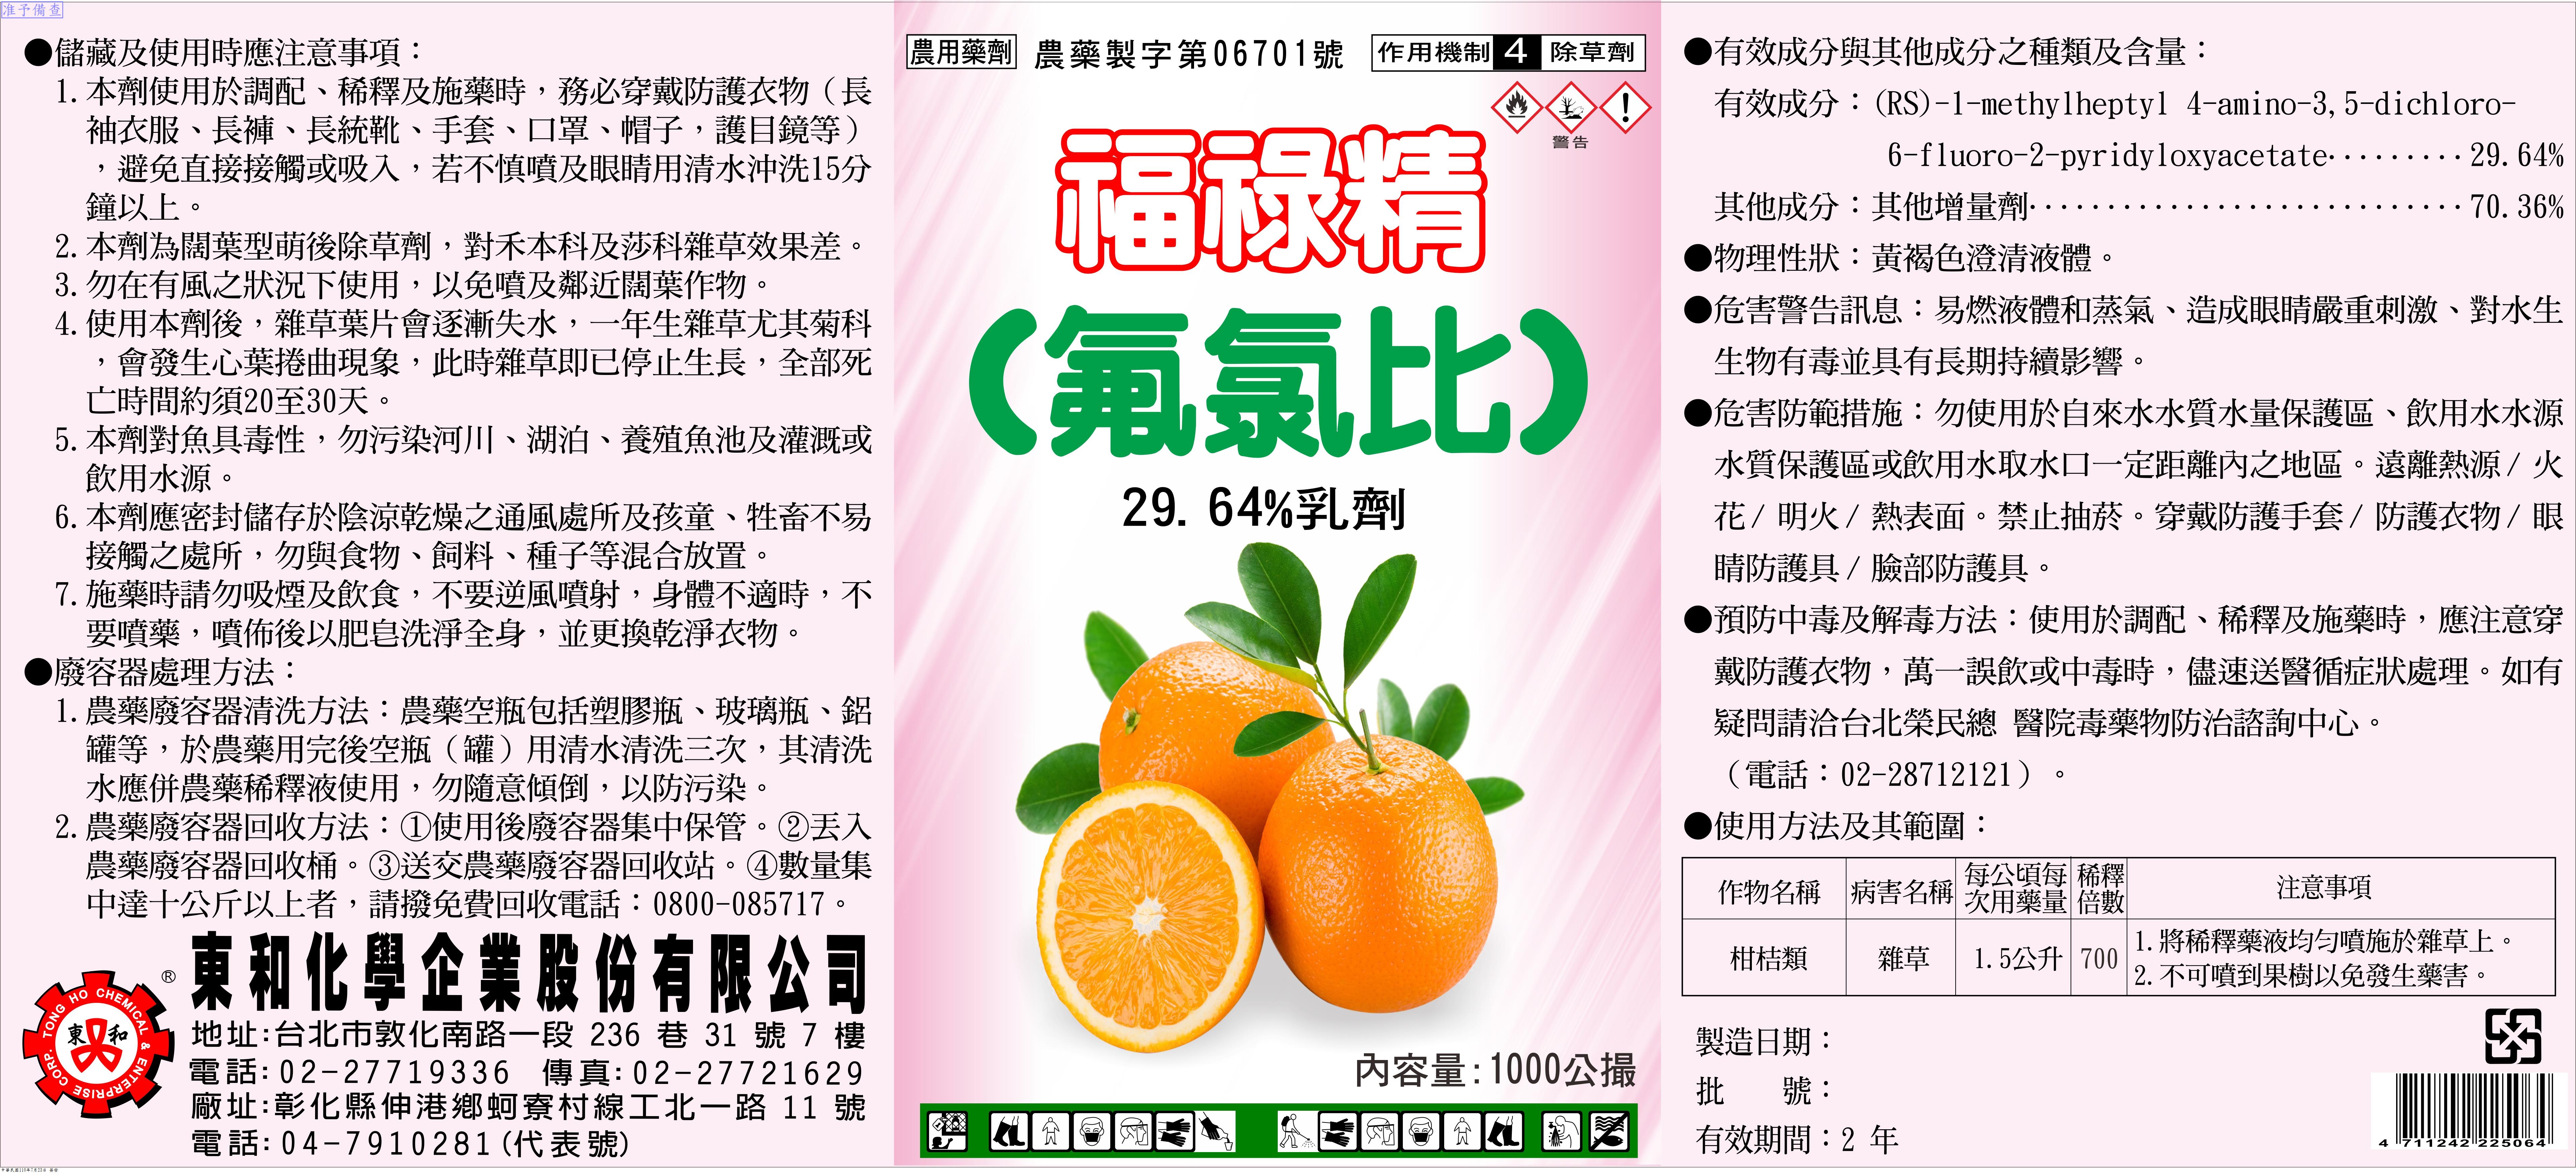 准予備查
●儲藏及使用時應注意事項：
1.本劑使用於調配、稀釋及施藥時，務必穿戴防護衣物（長
袖衣服、長褲、長統靴、手套、口罩、帽子，護目鏡等）
，避免直接接觸或吸入，若不慎噴及眼睛用清水沖洗15分
鐘以上。
2.本劑為闊葉型萌後除草劑，對禾本科及莎科雜草效果差。
3.勿在有風之狀況下使用，以免噴及鄰近闊葉作物。
4.使用本劑後，雜草葉片會逐漸失水，一年生雜草尤其菊科
，會發生心葉捲曲現象，此時雜草即已停止生長，全部死
亡時間約須20至30天。
5.本劑對魚具毒性，勿污染河川、湖泊、養殖魚池及灌溉或
飲用水源。
6.本劑應密封儲存於陰涼乾燥之通風處所及孩童、牲畜不易
接觸之處所，勿與食物、飼料、種子等混合放置。
7.施藥時請勿吸煙及飲食，不要逆風噴射，身體不適時，不
要噴藥，噴佈後以肥皂洗淨全身，並更換乾淨衣物。
●廢容器處理方法：
1.農藥廢容器清洗方法：農藥空瓶包括塑膠瓶、玻璃瓶、鋁
罐等，於農藥用完後空瓶（罐）用清水清洗三次，其清洗
水應併農藥稀釋液使用，勿隨意傾倒，以防污染。
2.農藥廢容器回收方法：①使用後廢容器集中保管。②丟入
農藥廢容器回收桶。③送交農藥廢容器回收站。④數量集
中達十公斤以上者，請撥免費回收電話：0800-085717。
東和化學企業股份有限公司
TONG HO CHEMICAL & ENTERPRISE CORP.
東和
®
地址:台北市敦化南路一段 236 巷 31 號 7 樓
電話:02-27719336 傳真:02-27721629
廠址:彰化縣伸港鄉蚵寮村線工北一路 11 號
電話:04-7910281(代表號)
農用藥劑
農藥製字第06701號
作用機制 4 除草劑
警告
福祿精
（氟氯比）
29.64%乳劑
內容量:1000公撮
●有效成分與其他成分之種類及含量：
有效成分：(RS)-1-methylheptyl 4-amino-3,5-dichloro-
6-fluoro-2-pyridyloxyacetate·········29.64%
其他成分：其他增量劑····························70.36%
●物理性狀：黃褐色澄清液體。
●危害警告訊息：易燃液體和蒸氣、造成眼睛嚴重刺激、對水生
生物有毒並具有長期持續影響。
●危害防範措施：勿使用於自來水水質水量保護區、飲用水水源
水質保護區或飲用水取水口一定距離內之地區。遠離熱源/火
花/明火/熱表面。禁止抽菸。穿戴防護手套/防護衣物/眼
睛防護具/臉部防護具。
●預防中毒及解毒方法：使用於調配、稀釋及施藥時，應注意穿
戴防護衣物，萬一誤飲或中毒時，儘速送醫循症狀處理。如有
疑問請洽台北榮民總 醫院毒藥物防治諮詢中心。
（電話：02-28712121）。
●使用方法及其範圍：
作物名稱 病害名稱 每公頃每次用藥量 稀釋倍數 注意事項
柑桔類 雜草 1.5公升 700 1.將稀釋藥液均勻噴施於雜草上。
2.不可噴到果樹以免發生藥害。
製造日期：
批 號：
有效期間：2 年
4 711242 225064